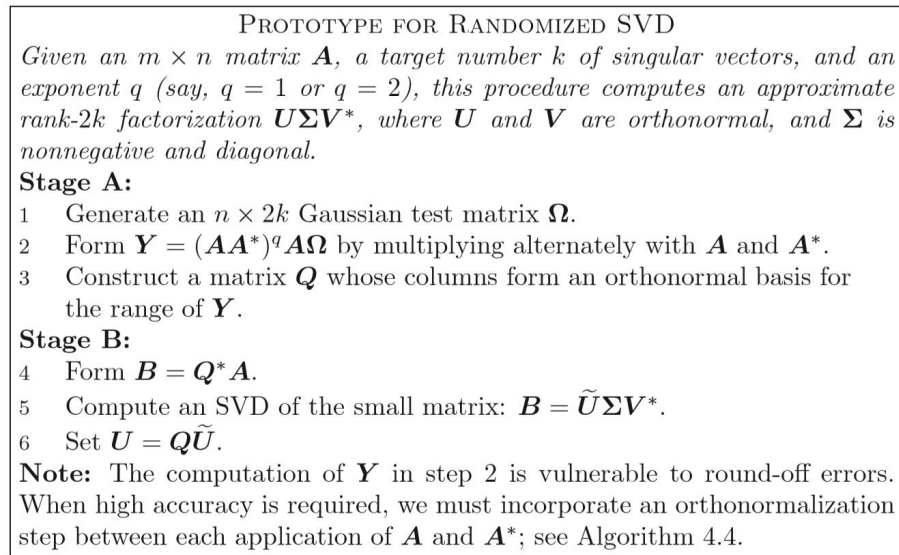 PROTOTYPE FOR RANDOMIZED SVD
Given an m × n matrix A, a target number k of singular vectors, and an
exponent q (say, q = 1 or q = 2), this procedure computes an approximate
rank-2k factorization UΣV*, where U and V are orthonormal, and Σ is
nonnegative and diagonal.
Stage A:
1 Generate an n × 2k Gaussian test matrix Ω.
2 Form Y = (AA*)^q AΩ by multiplying alternately with A and A*.
3 Construct a matrix Q whose columns form an orthonormal basis for
the range of Y.
Stage B:
4 Form B = Q*A.
5 Compute an SVD of the small matrix: B = ŨΣV*.
6 Set U = QŨ.
Note: The computation of Y in step 2 is vulnerable to round-off errors.
When high accuracy is required, we must incorporate an orthonormalization
step between each application of A and A*; see Algorithm 4.4.